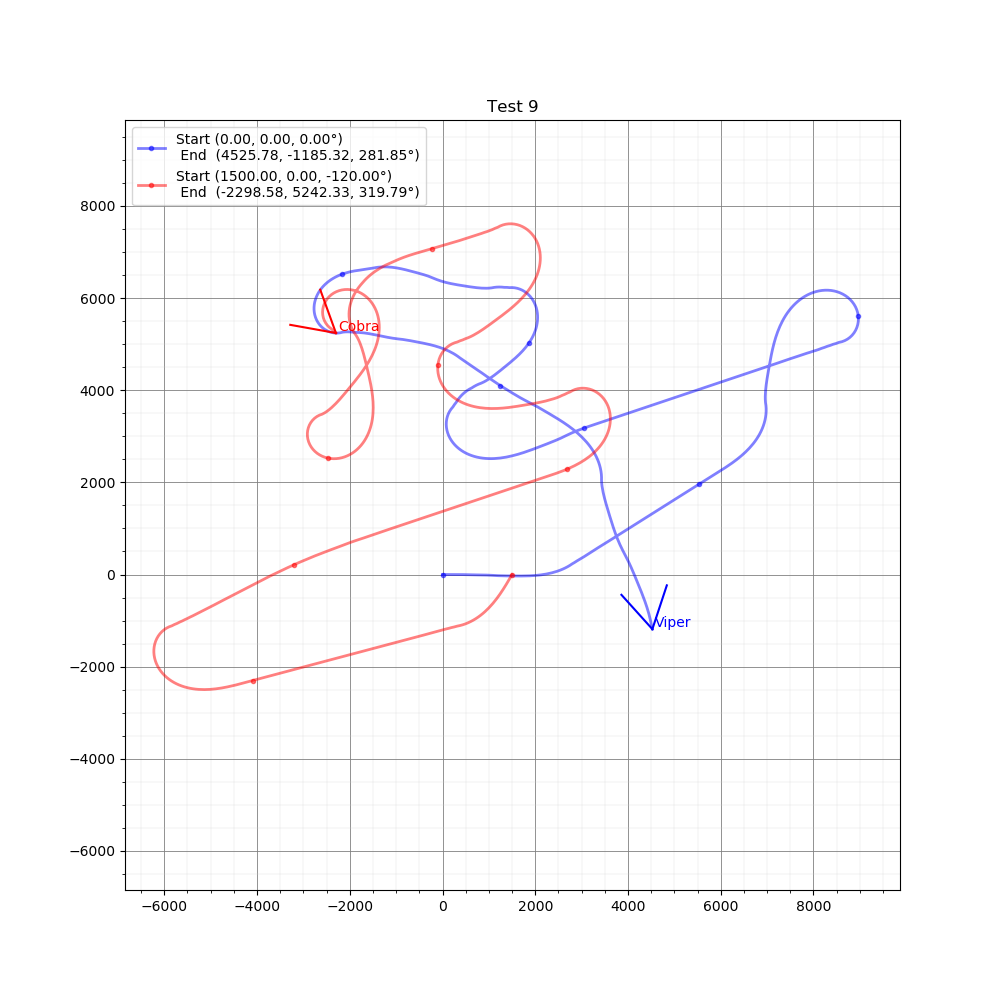 Test 9
Start (0.00, 0.00, 0.00°)
End (4525.78, -1185.32, 281.85°)
Start (1500.00, 0.00, -120.00°)
End (-2298.58, 5242.33, 319.79°)
8000
6000
4000
2000
0
−2000
−4000
−6000
Cobra
Viper
−6000 −4000 −2000 0 2000 4000 6000 8000